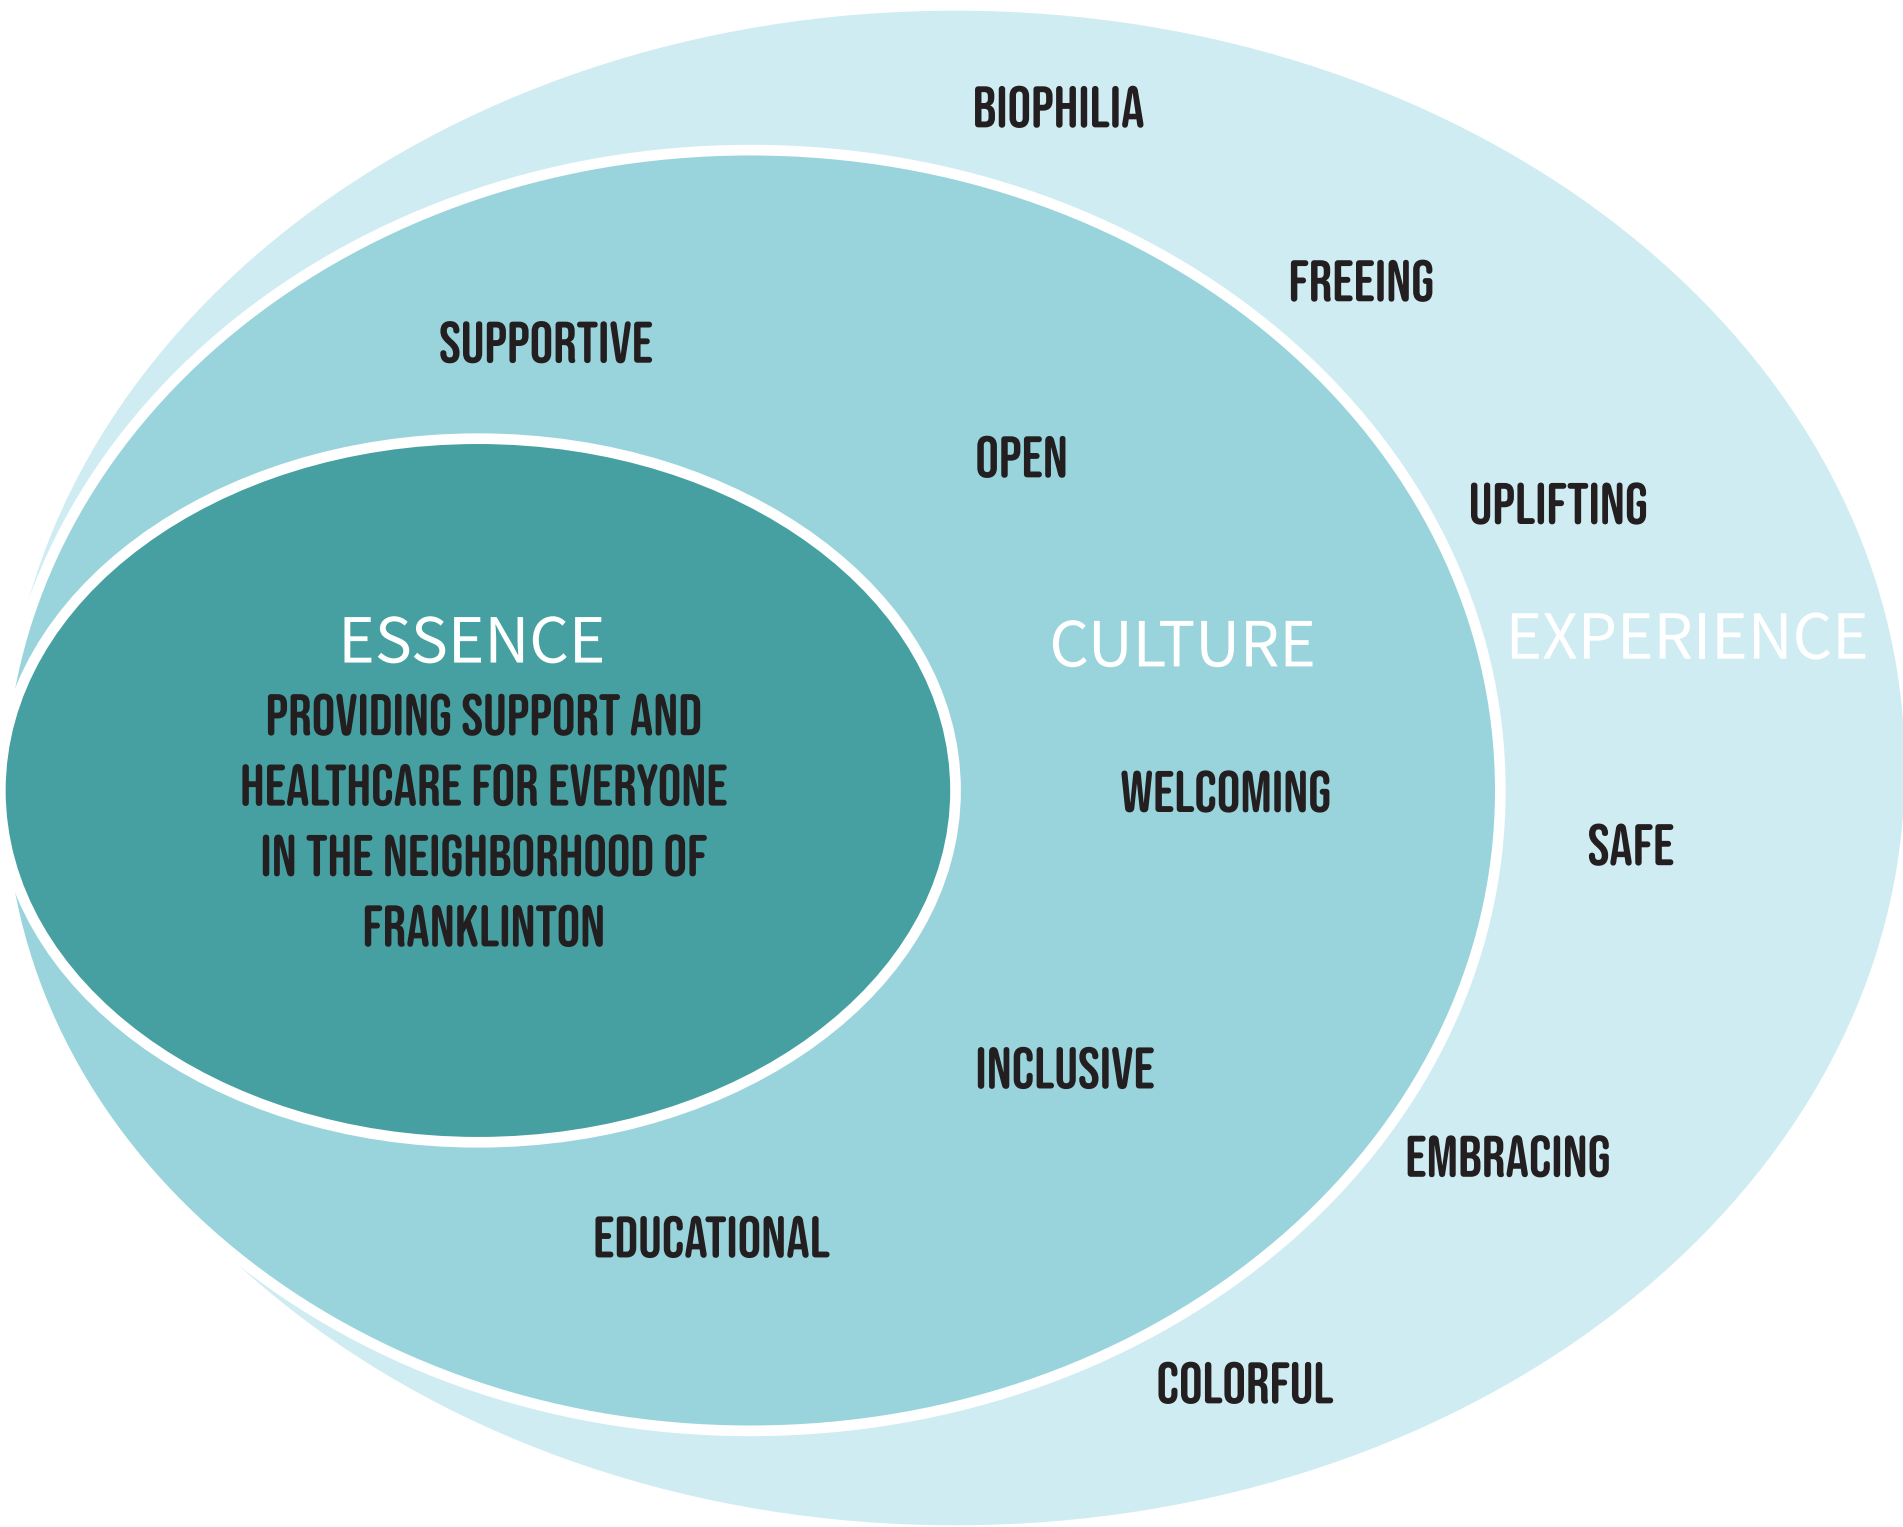 BIOPHILIA
FREEING
SUPPORTIVE
OPEN
UPLIFTING
ESSENCE
CULTURE
EXPERIENCE
PROVIDING SUPPORT AND
HEALTHCARE FOR EVERYONE
IN THE NEIGHBORHOOD OF
FRANKLINTON
WELCOMING
SAFE
INCLUSIVE
EMBRACING
EDUCATIONAL
COLORFUL